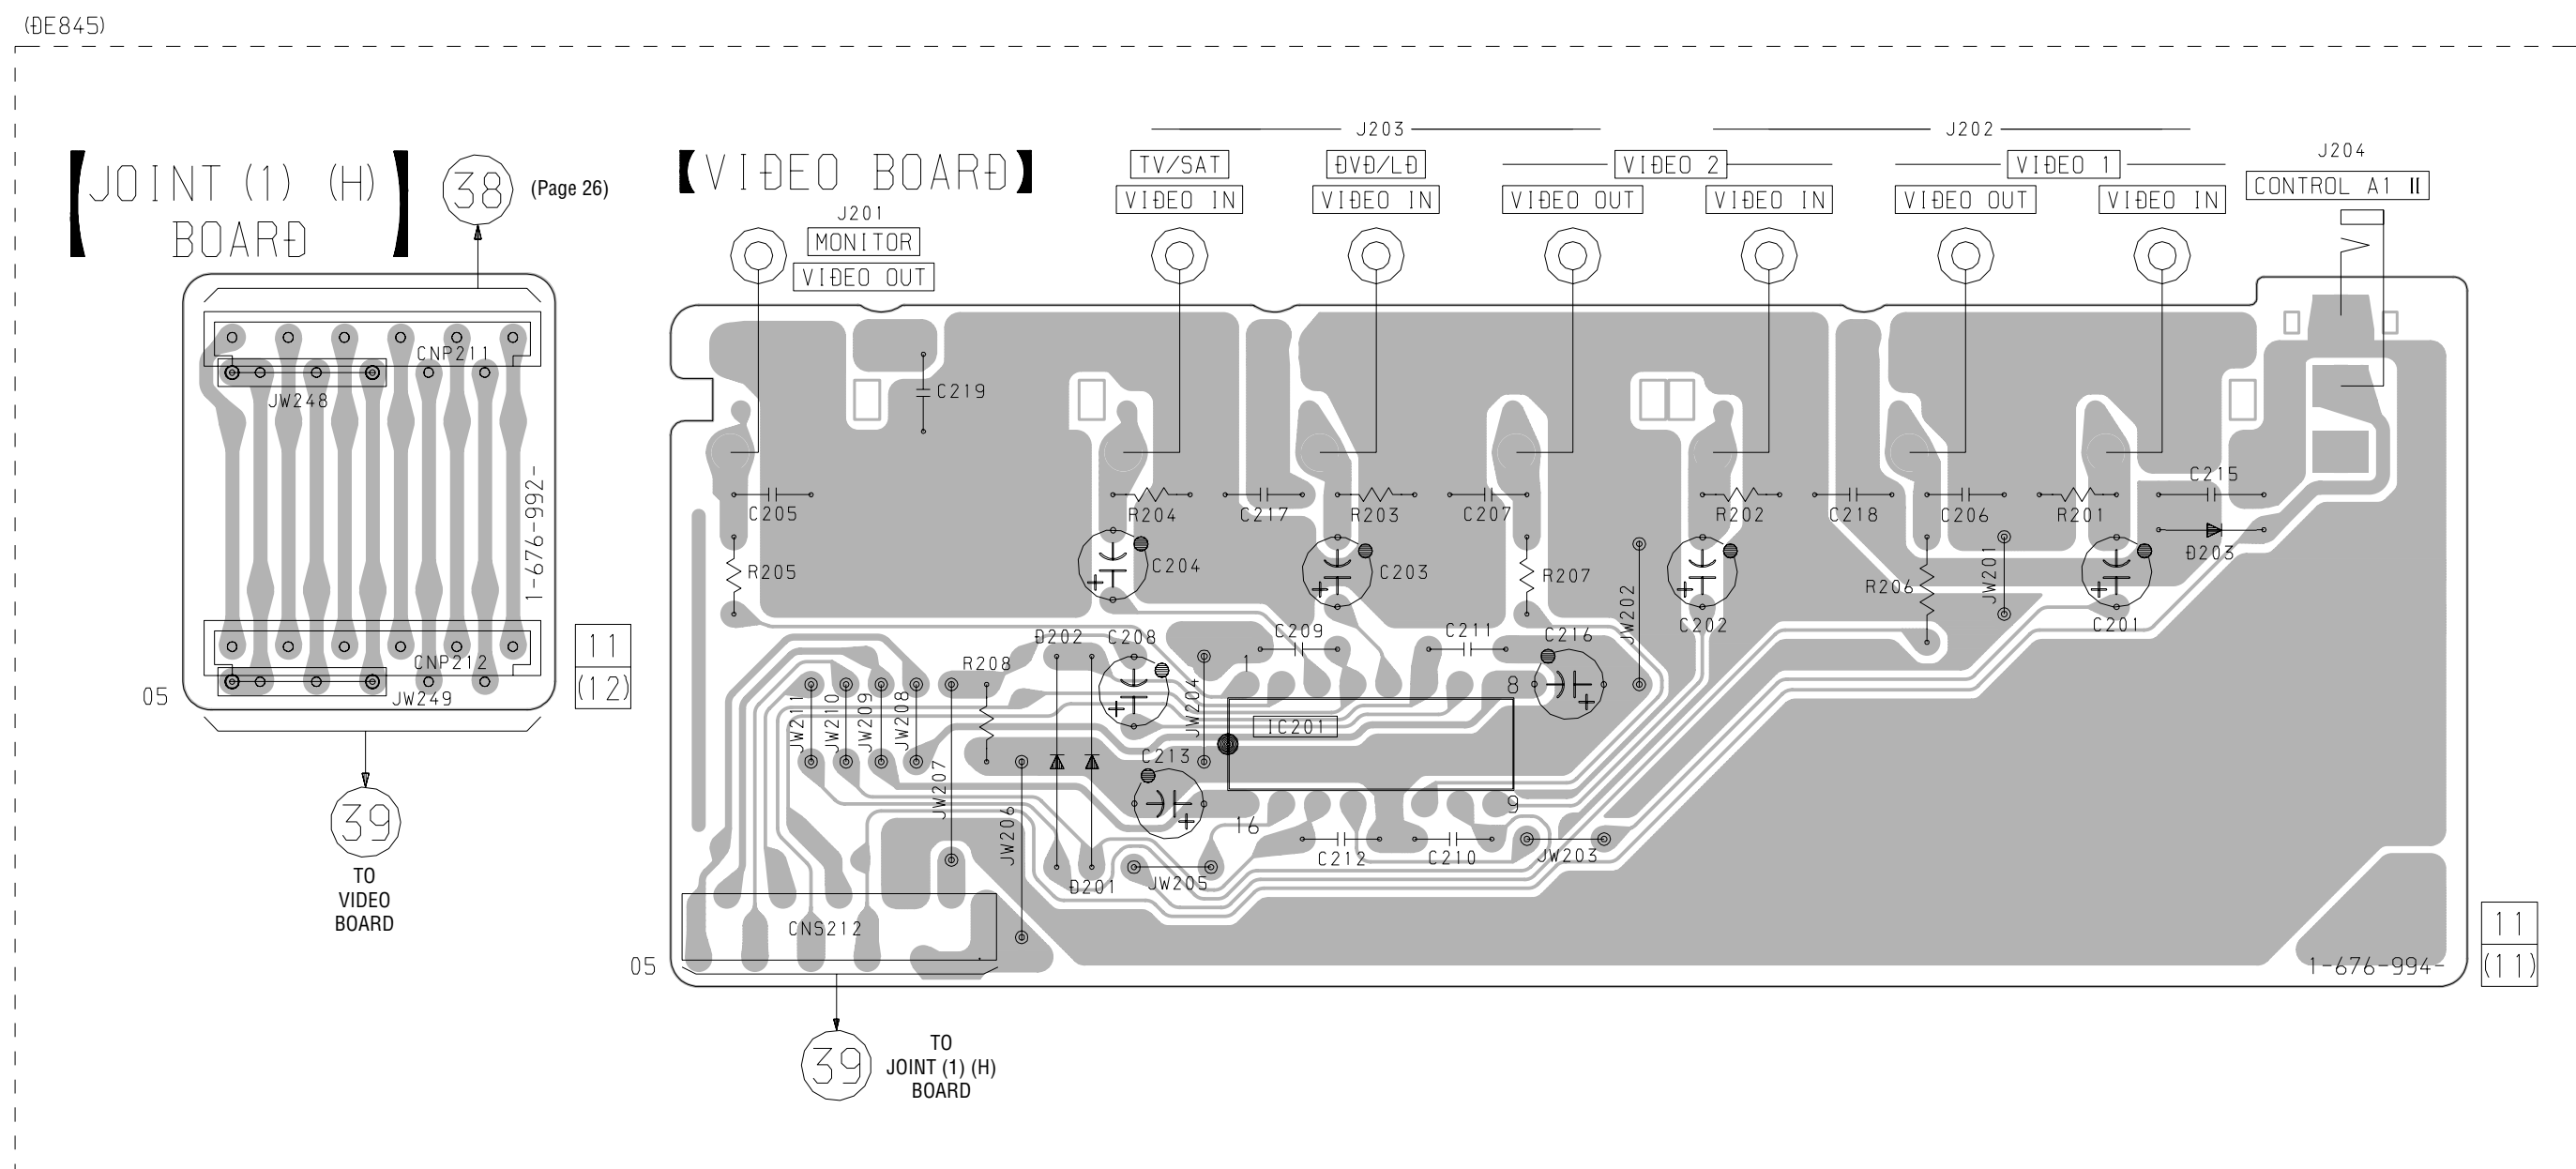 (DE845)
【JOINT (1) (H) BOARD】
38
(Page 26)
CNP211
JW248
1-676-992-
CNP212
JW249
05
11
(12)
39
TO
VIDEO
BOARD
【VIDEO BOARD】
J201
MONITOR
VIDEO OUT
J203
TV/SAT
VIDEO IN
DVD/LD
VIDEO IN
VIDEO 2
VIDEO OUT
VIDEO IN
J202
VIDEO 1
VIDEO OUT
VIDEO IN
J204
CONTROL A1 II
C219
C205
R204
C217
R203
C207
R202
C218
C206
R201
C215
D203
R205
C204
C203
R207
JW202
C202
R206
JW201
C201
D202
C208
C209
C211
C216
R208
1
8
JW211
JW210
JW209
JW208
JW204
IC201
C213
JW207
JW206
16
9
C212
C210
JW203
D201
JW205
CNS212
05
1-676-994-
11
(11)
39
TO
JOINT (1) (H)
BOARD